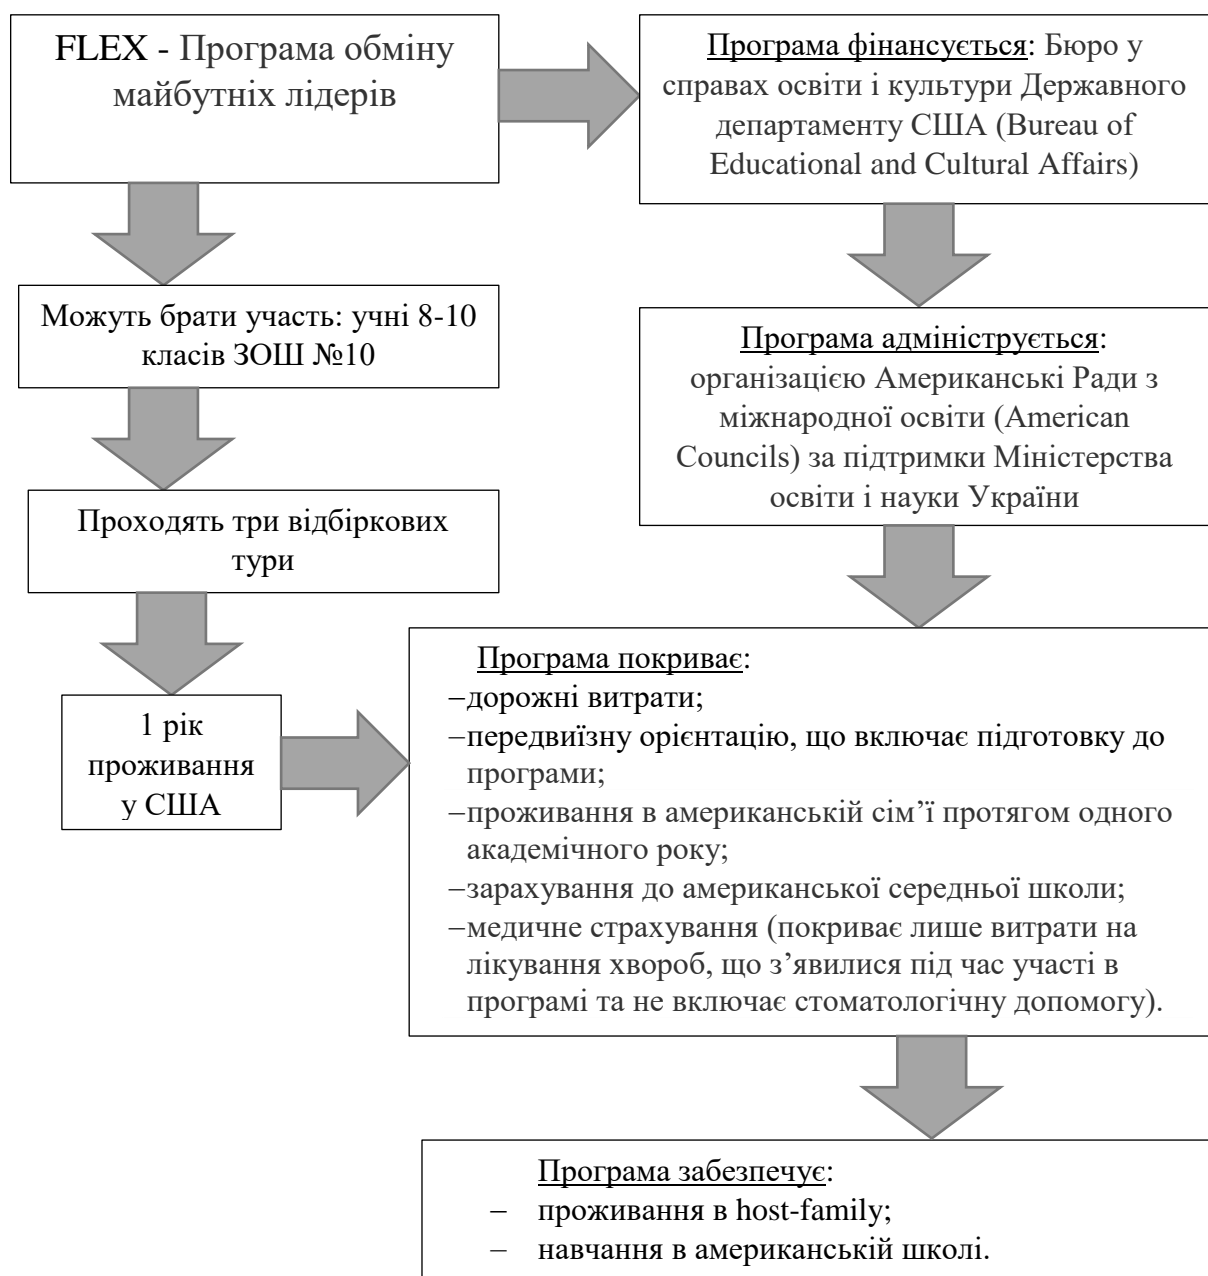 FLEX - Програма обміну
майбутніх лідерів
Програма фінансується: Бюро у
справах освіти і культури Державного
департаменту США (Bureau of
Educational and Cultural Affairs)
Можуть брати участь: учні 8-10
класів ЗОШ №10
Програма адмініструється:
організацією Американські Ради з
міжнародної освіти (American
Councils) за підтримки Міністерства
освіти і науки України
Проходять три відбіркових
тури
1 рік
проживання
у США
Програма покриває:
–дорожні витрати;
–передвиїзну орієнтацію, що включає підготовку до
програми;
–проживання в американській сім’ї протягом одного
академічного року;
–зарахування до американської середньої школи;
–медичне страхування (покриває лише витрати на
лікування хвороб, що з’явилися під час участі в
програмі та не включає стоматологічну допомогу).
Програма забезпечує:
– проживання в host-family;
– навчання в американській школі.